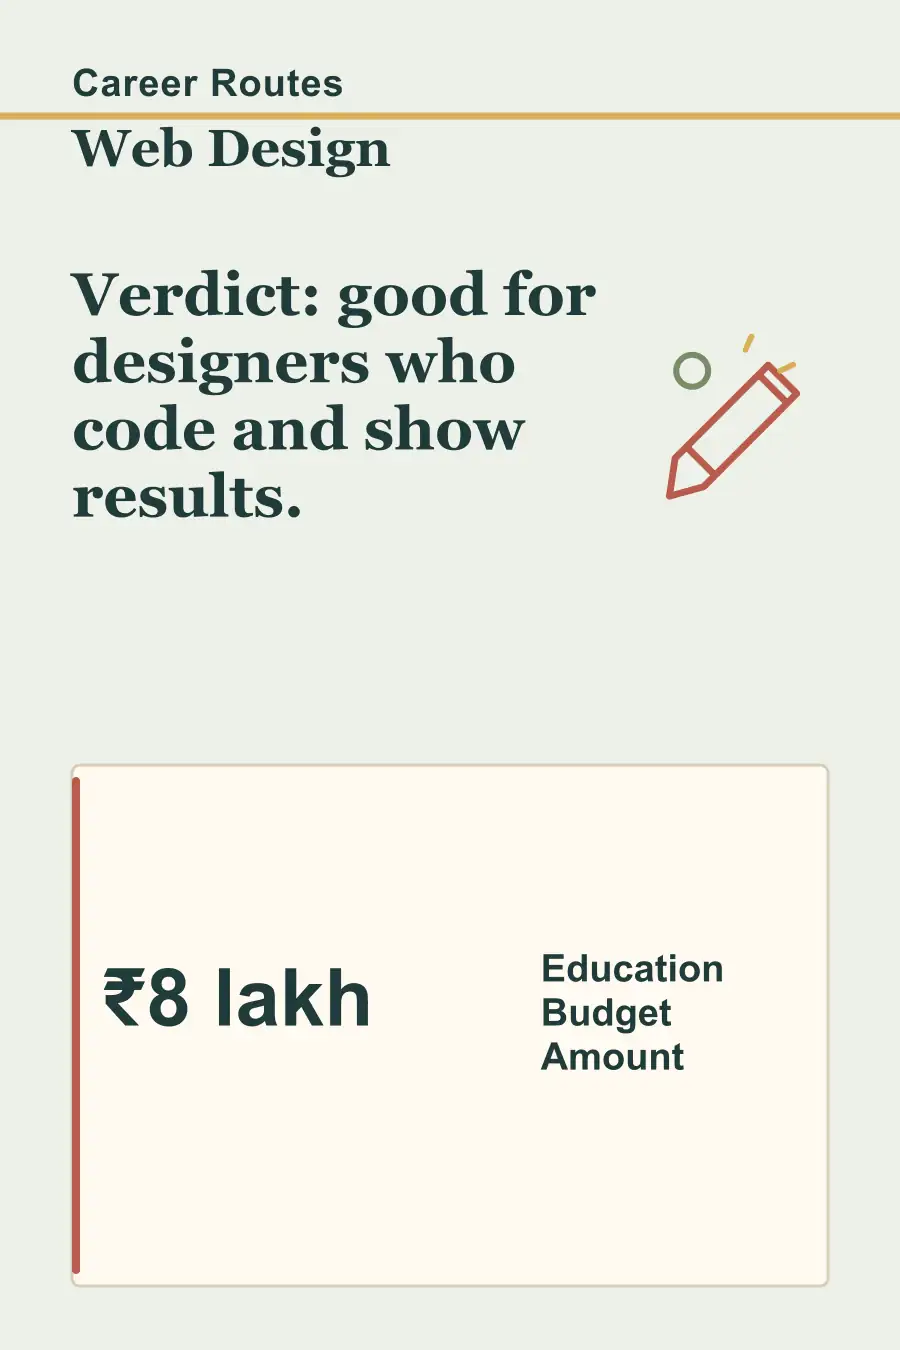 Career Routes
Web Design
Verdict: good for
designers who
code and show
results.
₹8 lakh
Education
Budget
Amount